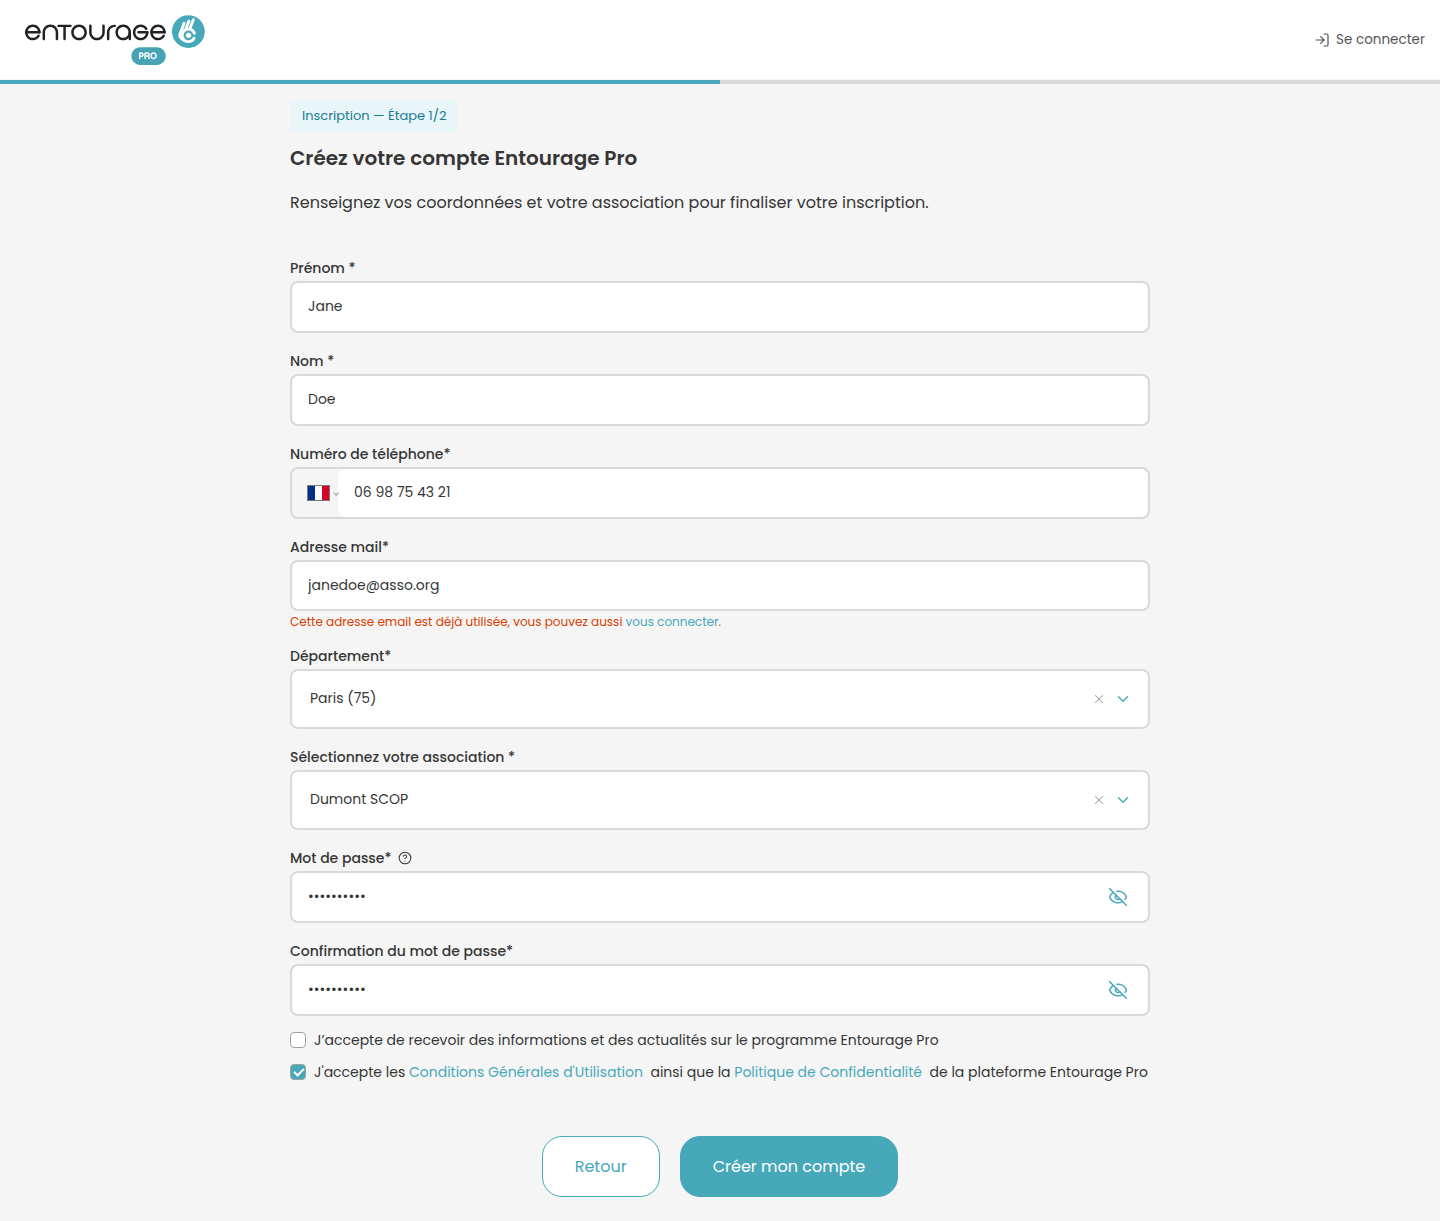 entourage
PRO
Se connecter
Inscription — Étape 1/2
Créez votre compte Entourage Pro
Renseignez vos coordonnées et votre association pour finaliser votre inscription.
Prénom *
Jane
Nom *
Doe
Numéro de téléphone*
06 98 75 43 21
Adresse mail*
janedoe@asso.org
Cette adresse email est déjà utilisée, vous pouvez aussi vous connecter.
Département*
Paris (75)
Sélectionnez votre association *
Dumont SCOP
Mot de passe*
••••••••••
Confirmation du mot de passe*
••••••••••
J’accepte de recevoir des informations et des actualités sur le programme Entourage Pro
J'accepte les Conditions Générales d'Utilisation ainsi que la Politique de Confidentialité de la plateforme Entourage Pro
Retour
Créer mon compte